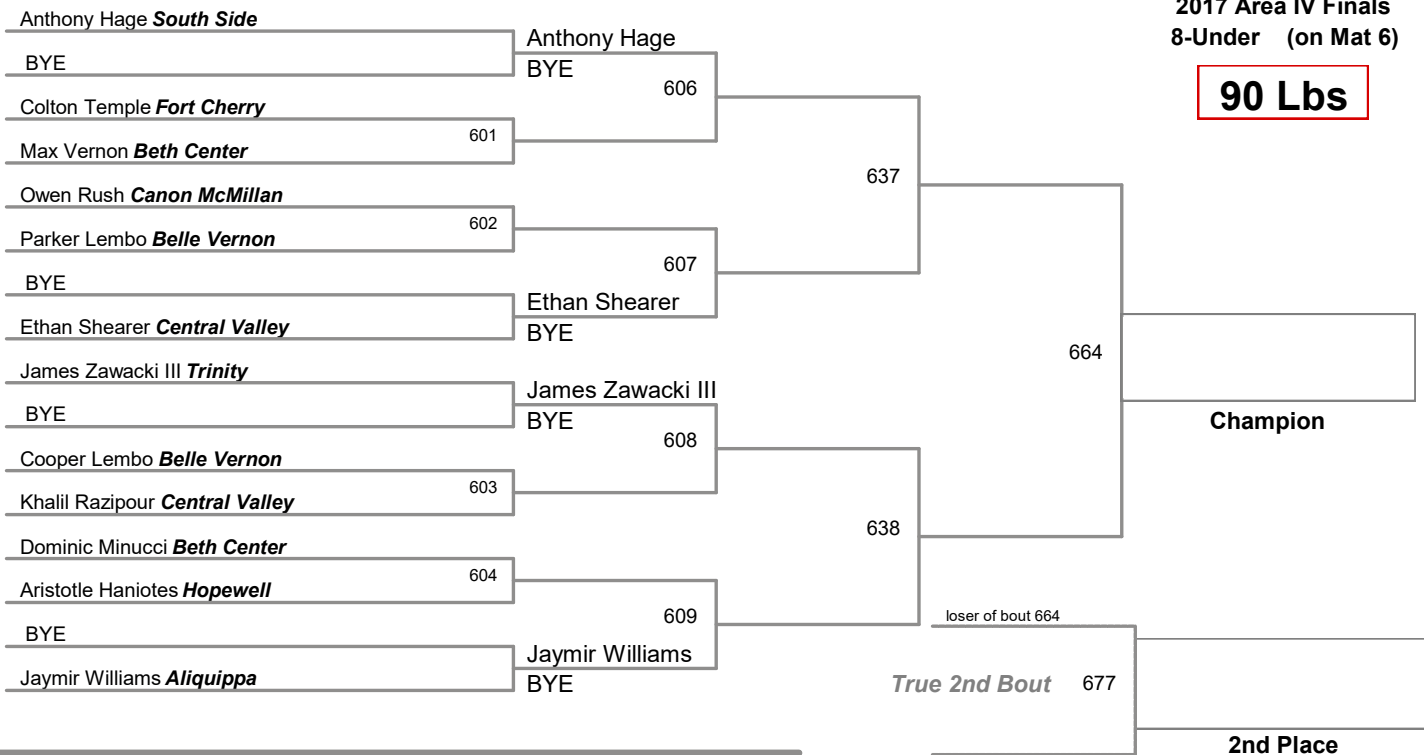 2017 Area IV Finals
8-Under (on Mat 6)
90 Lbs
Anthony Hage South Side
BYE
Colton Temple Fort Cherry
Max Vernon Beth Center
Owen Rush Canon McMillan
Parker Lembo Belle Vernon
BYE
Ethan Shearer Central Valley
James Zawacki III Trinity
BYE
Cooper Lembo Belle Vernon
Khalil Razipour Central Valley
Dominic Minucci Beth Center
Aristotle Haniotes Hopewell
BYE
Jaymir Williams Aliquippa
601
602
603
604
Anthony Hage
BYE
606
607
Ethan Shearer
BYE
James Zawacki III
BYE
608
609
Jaymir Williams
BYE
637
638
664
Champion
loser of bout 664
True 2nd Bout 677
2nd Place